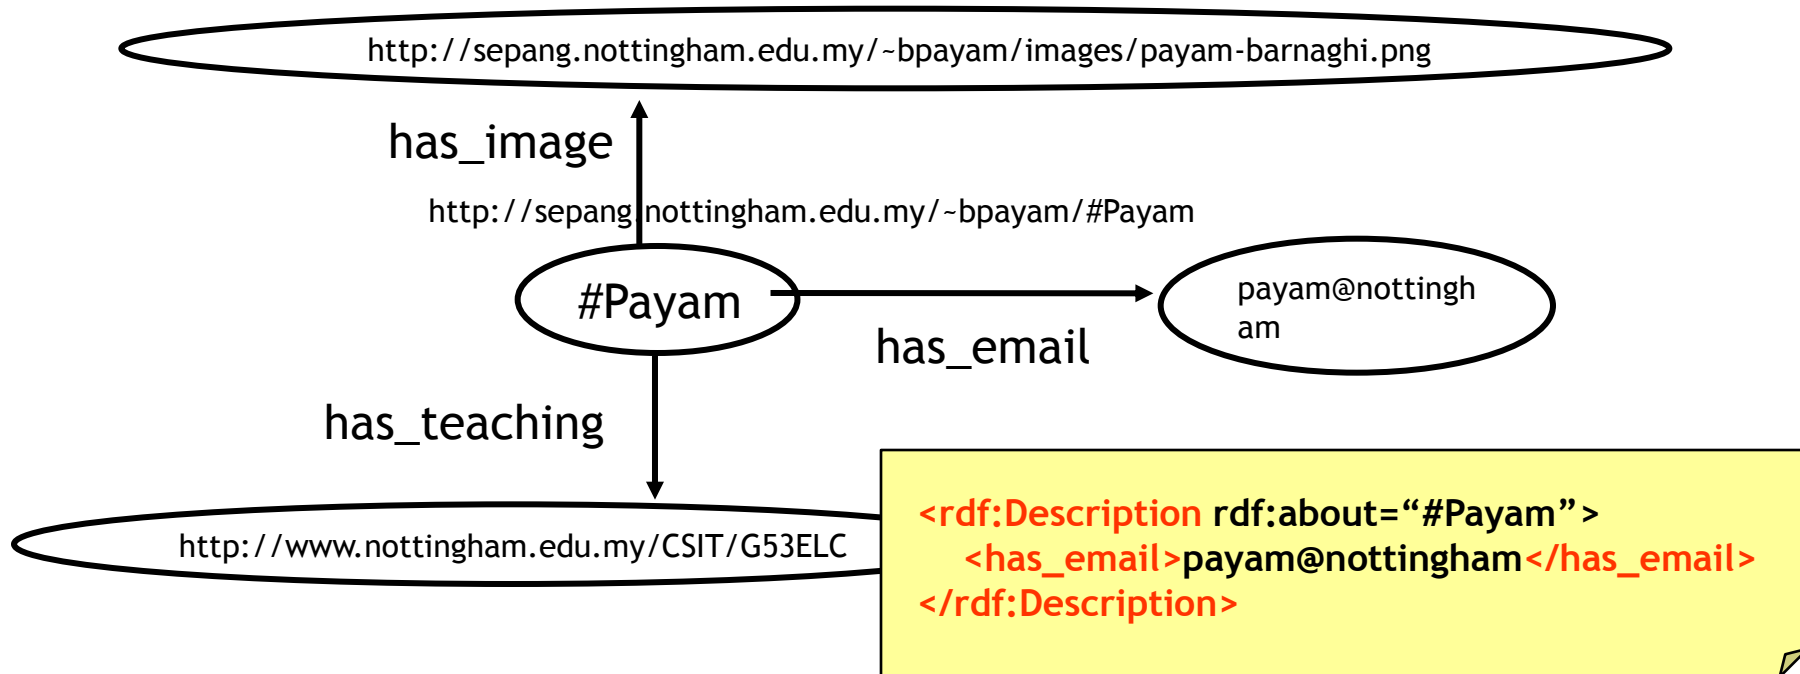 http://sepang.nottingham.edu.my/~bpayam/images/payam-barnaghi.png
has_image
http://sepang.nottingham.edu.my/~bpayam/#Payam
#Payam
payam@nottingh
am
has_email
has_teaching
http://www.nottingham.edu.my/CSIT/G53ELC
<rdf:Description rdf:about=“#Payam”>
<has_email>payam@nottingham</has_email>
</rdf:Description>